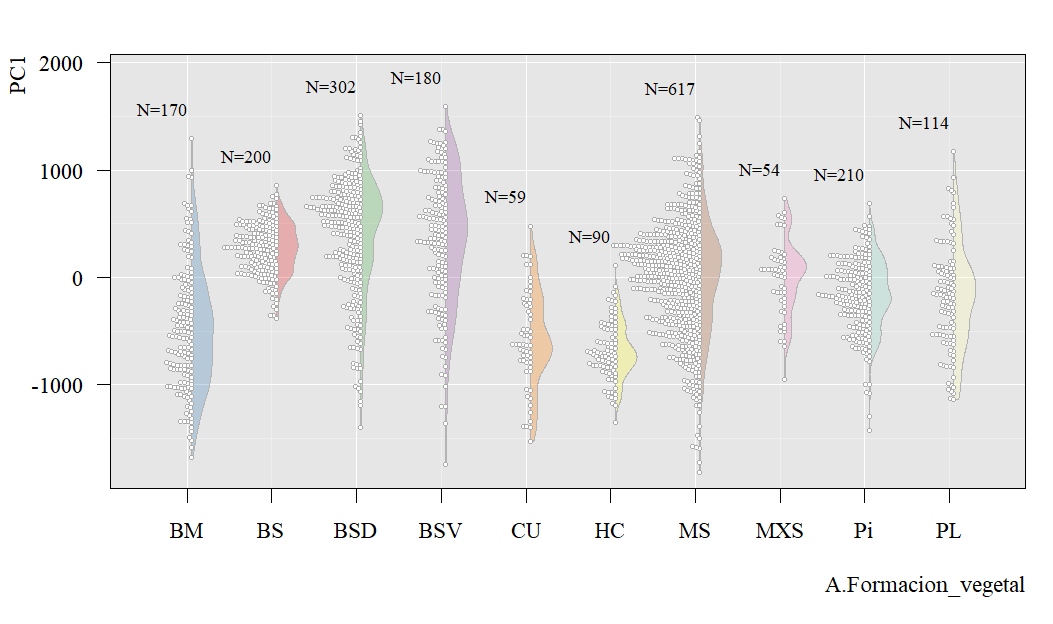 PC1
2000
1000
0
-1000
N=170
N=200
N=302
N=180
N=59
N=90
N=617
N=54
N=210
N=114
BM BS BSD BSV CU HC MS MXS Pi PL
A.Formacion_vegetal